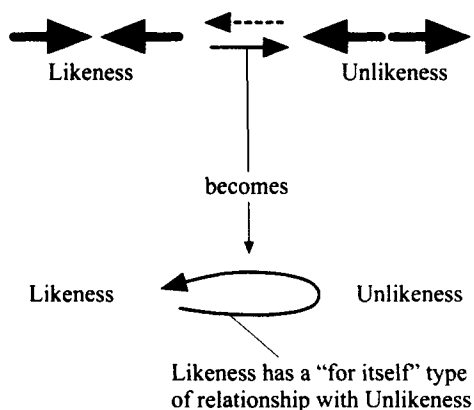 Likeness Unlikeness
becomes
Likeness Unlikeness
Likeness has a “for itself” type
of relationship with Unlikeness